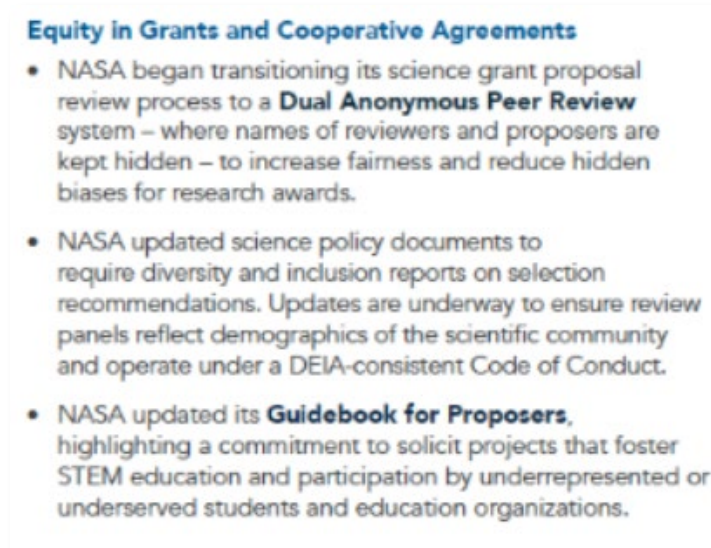 Equity in Grants and Cooperative Agreements
• NASA began transitioning its science grant proposal
review process to a Dual Anonymous Peer Review
system – where names of reviewers and proposers are
kept hidden – to increase fairness and reduce hidden
biases for research awards.
• NASA updated science policy documents to
require diversity and inclusion reports on selection
recommendations. Updates are underway to ensure review
panels reflect demographics of the scientific community
and operate under a DEIA-consistent Code of Conduct.
• NASA updated its Guidebook for Proposers,
highlighting a commitment to solicit projects that foster
STEM education and participation by underrepresented or
underserved students and education organizations.